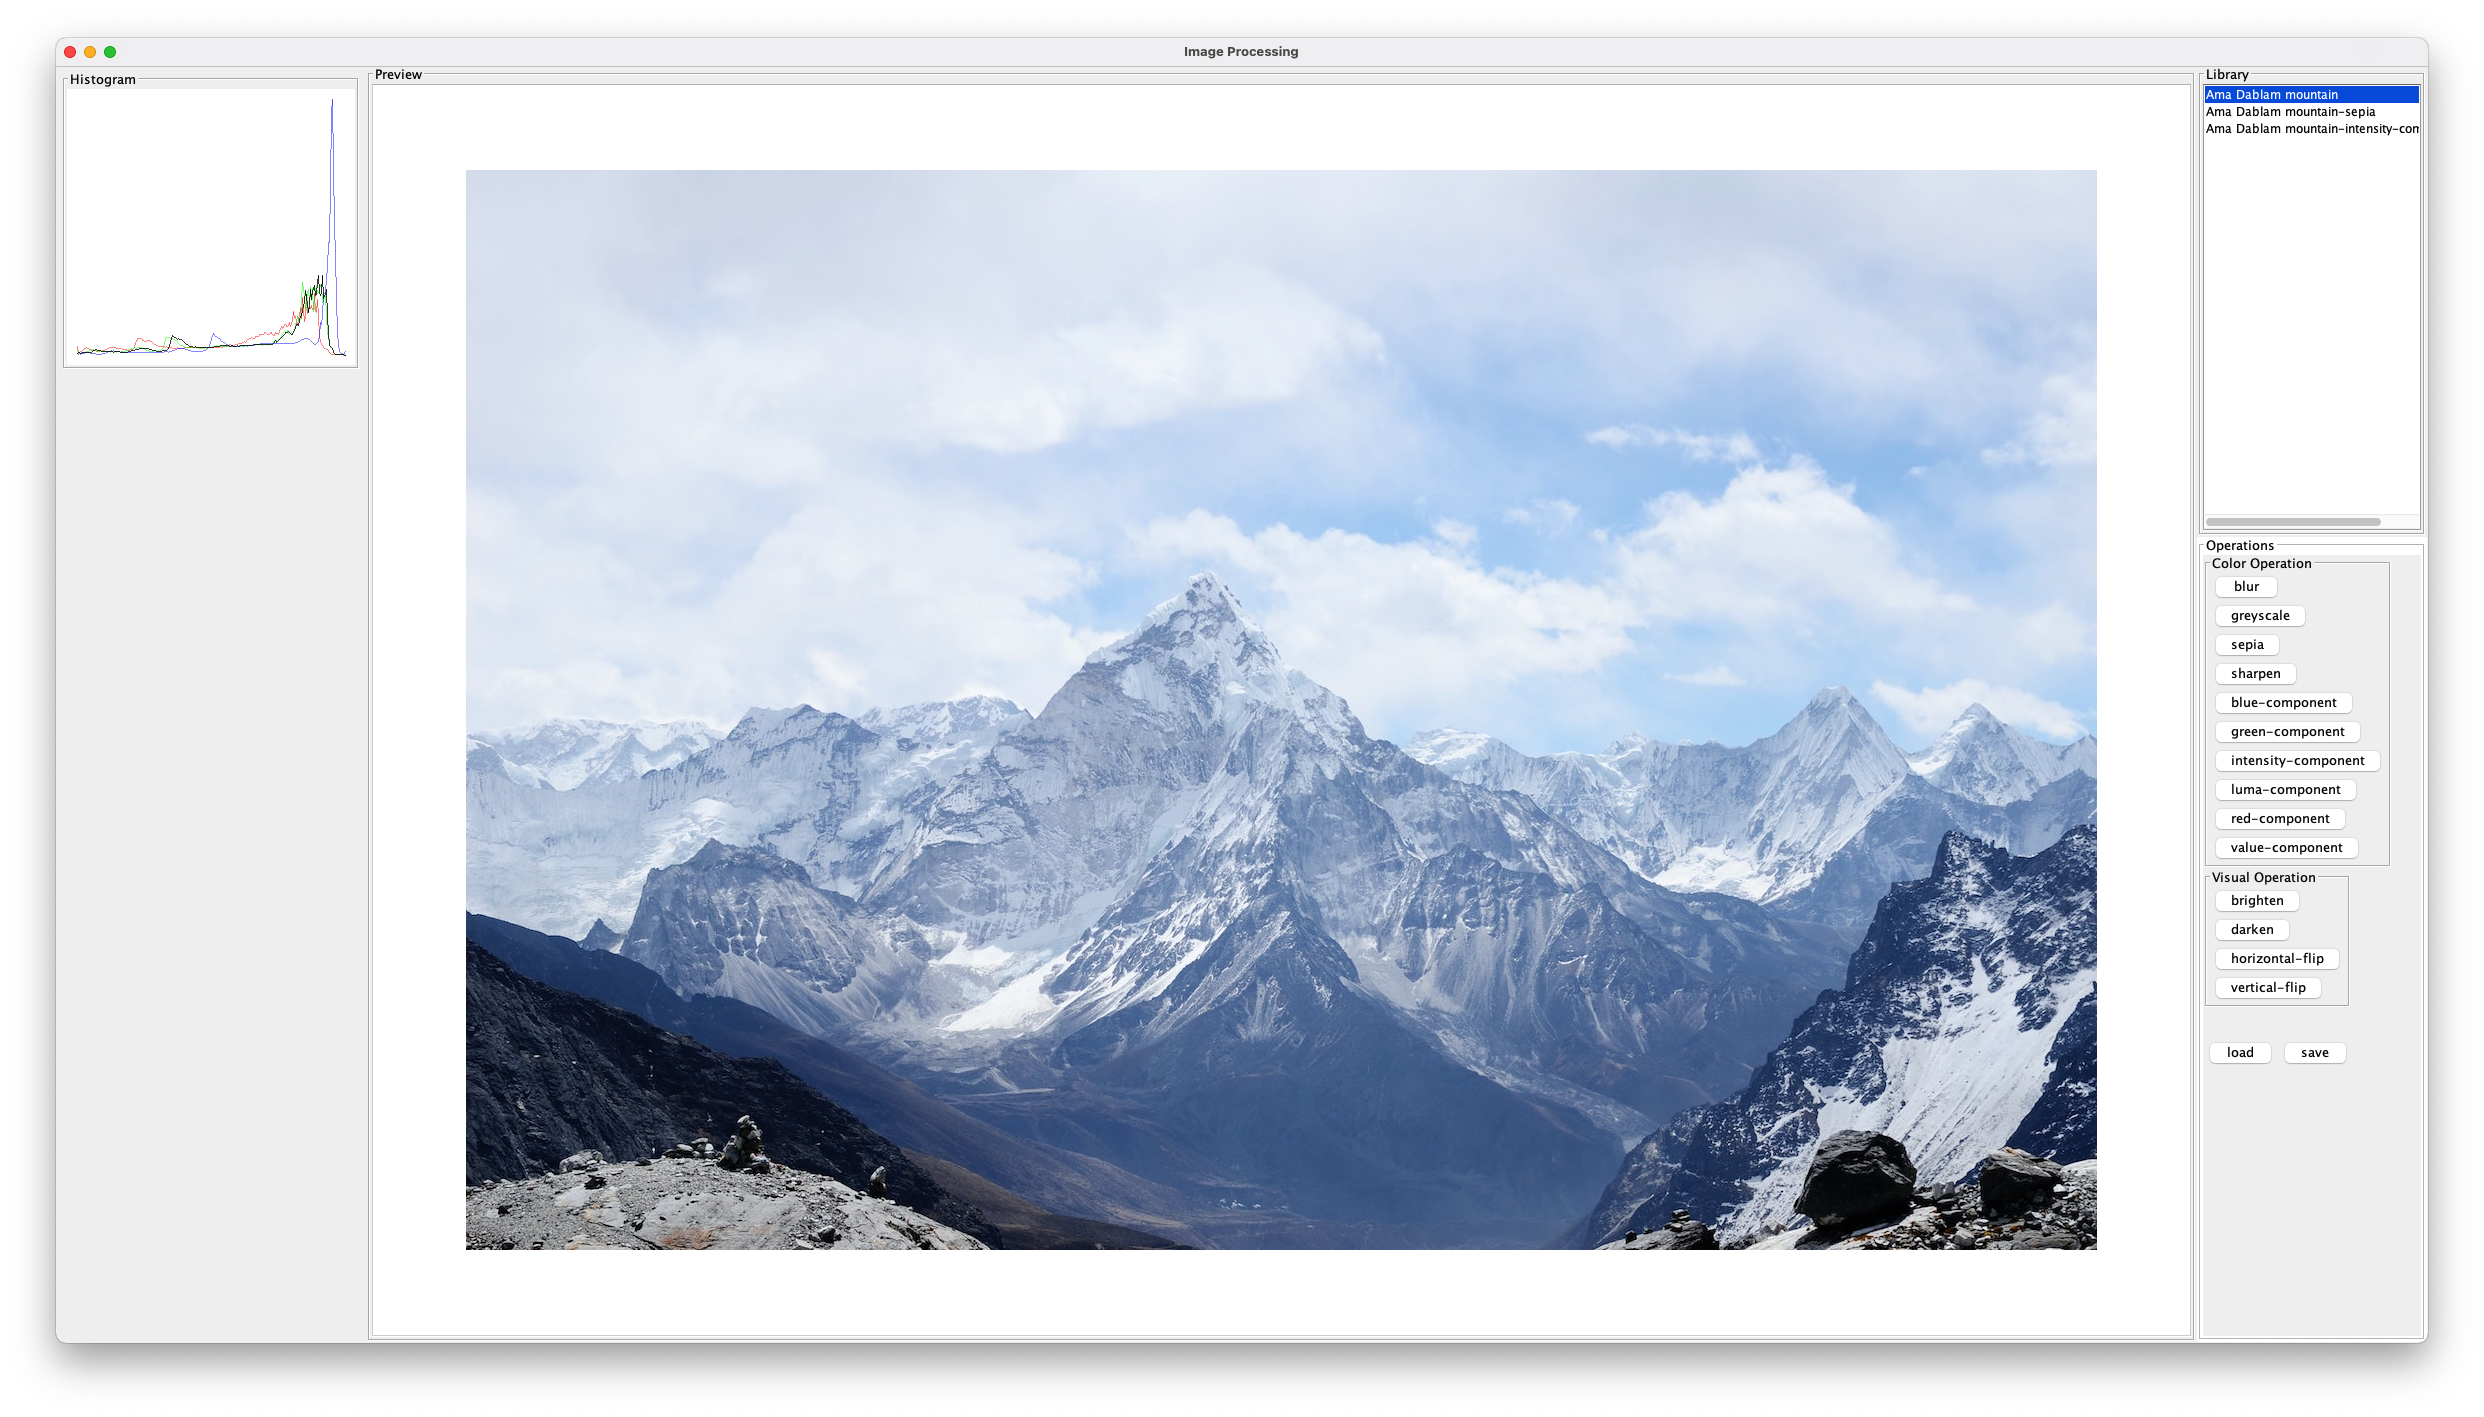 Image Processing
Histogram
Preview
Library
Ama Dablam mountain
Ama Dablam mountain-sepia
Ama Dablam mountain-intensity-com
Operations
Color Operation
blur
greyscale
sepia
sharpen
blue-component
green-component
intensity-component
luma-component
red-component
value-component
Visual Operation
brighten
darken
horizontal-flip
vertical-flip
load save